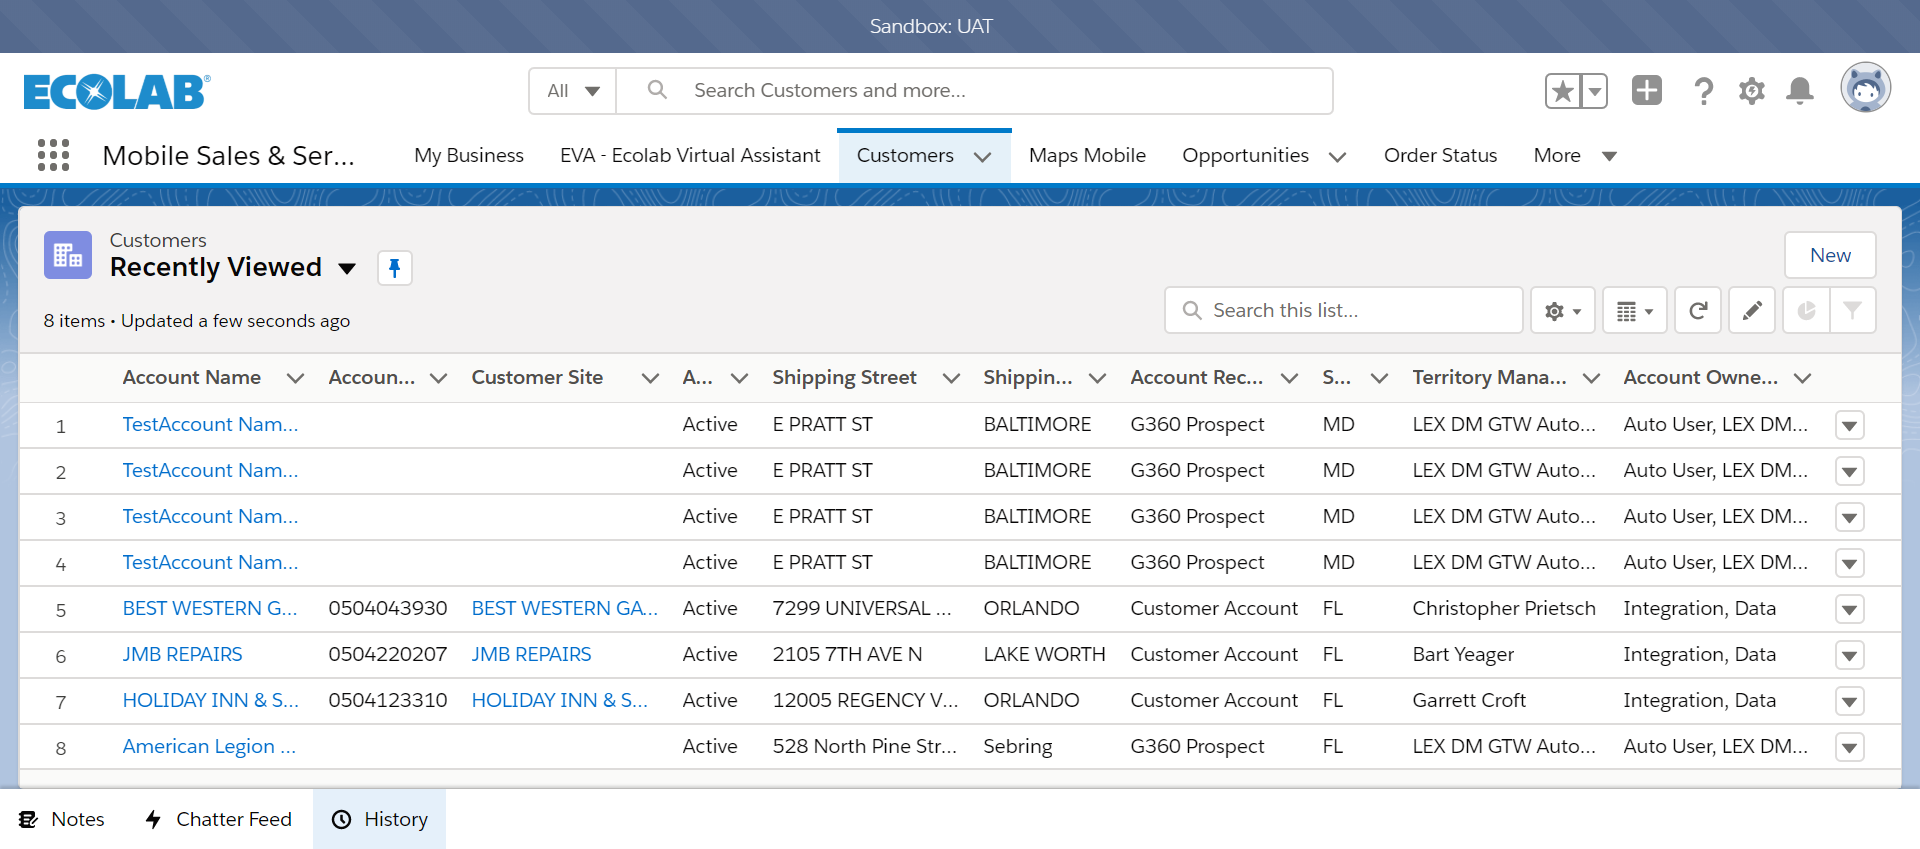 Sandbox: UAT
ECOLAB®
All
Search Customers and more...
Mobile Sales & Ser...
My Business
EVA - Ecolab Virtual Assistant
Customers
Maps Mobile
Opportunities
Order Status
More
Customers
Recently Viewed
New
8 items • Updated a few seconds ago
Search this list...
Account Name Accoun... Customer Site A... Shipping Street Shippin... Account Rec... S... Territory Mana... Account Owne...
1 TestAccount Nam... Active E PRATT ST BALTIMORE G360 Prospect MD LEX DM GTW Auto... Auto User, LEX DM...
2 TestAccount Nam... Active E PRATT ST BALTIMORE G360 Prospect MD LEX DM GTW Auto... Auto User, LEX DM...
3 TestAccount Nam... Active E PRATT ST BALTIMORE G360 Prospect MD LEX DM GTW Auto... Auto User, LEX DM...
4 TestAccount Nam... Active E PRATT ST BALTIMORE G360 Prospect MD LEX DM GTW Auto... Auto User, LEX DM...
5 BEST WESTERN G... 0504043930 BEST WESTERN GA... Active 7299 UNIVERSAL ... ORLANDO Customer Account FL Christopher Prietsch Integration, Data
6 JMB REPAIRS 0504220207 JMB REPAIRS Active 2105 7TH AVE N LAKE WORTH Customer Account FL Bart Yeager Integration, Data
7 HOLIDAY INN & S... 0504123310 HOLIDAY INN & S... Active 12005 REGENCY V... ORLANDO Customer Account FL Garrett Croft Integration, Data
8 American Legion ... Active 528 North Pine Str... Sebring G360 Prospect FL LEX DM GTW Auto... Auto User, LEX DM...
Notes
Chatter Feed
History